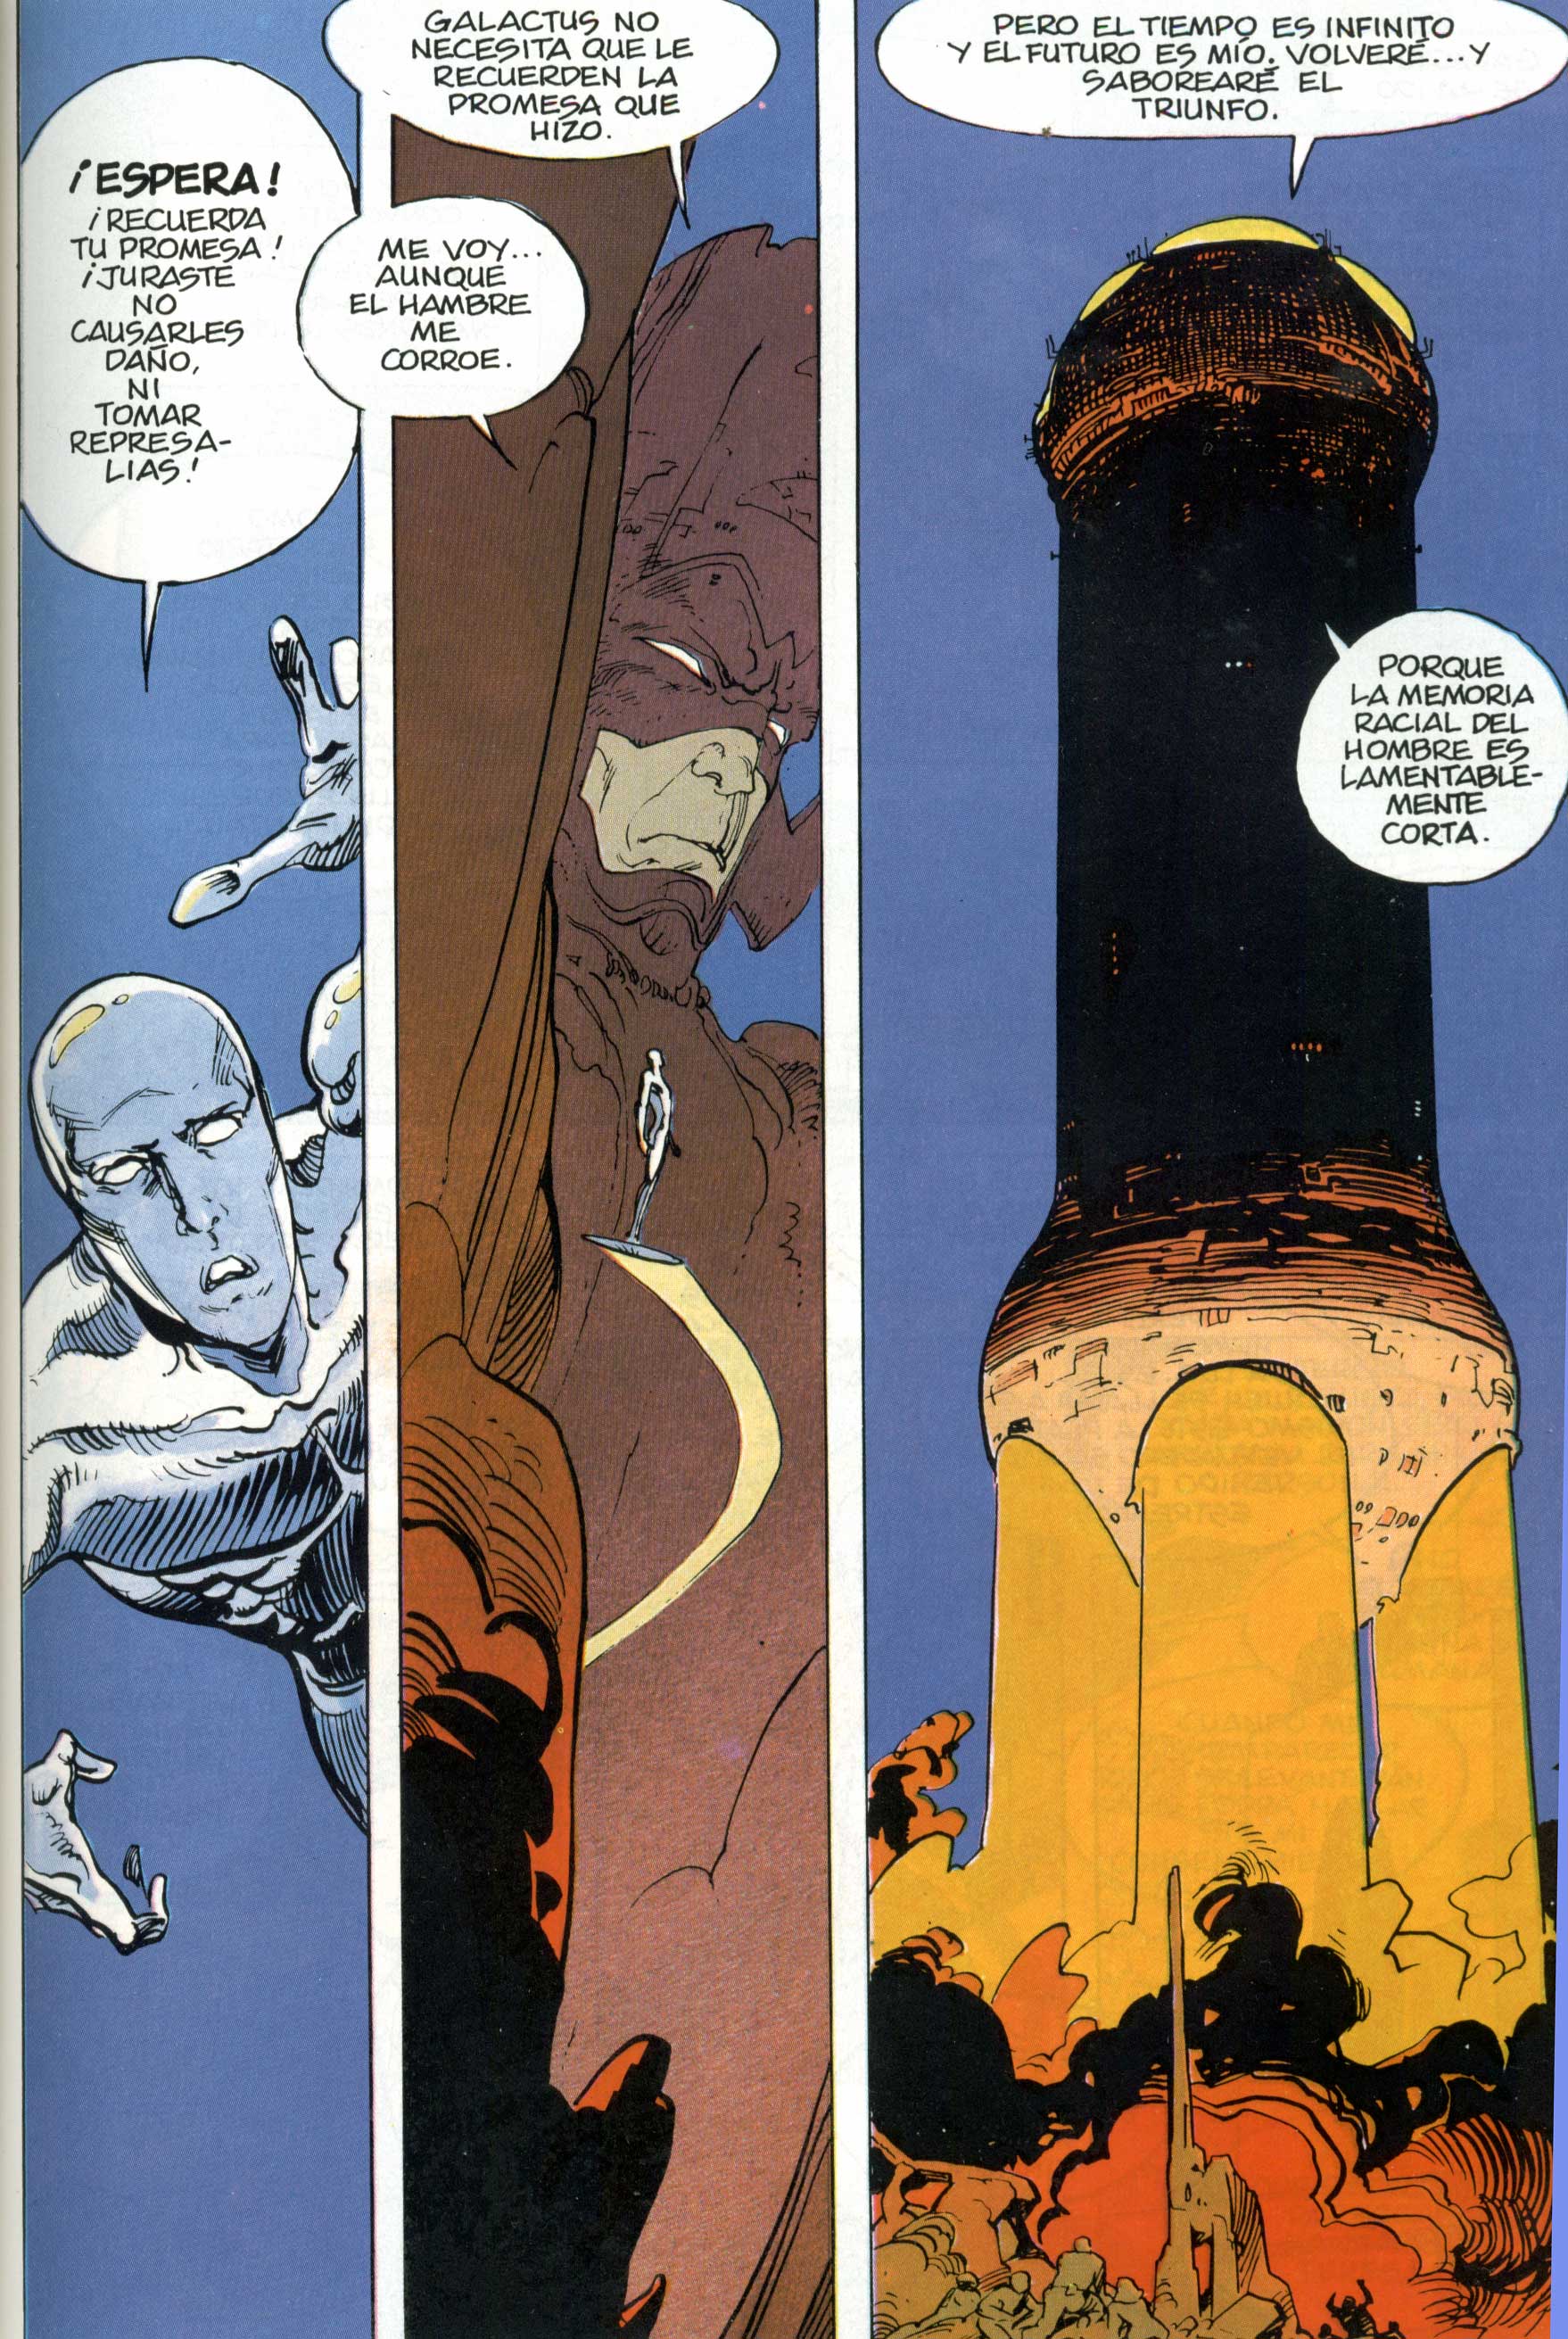 ¡ESPERA!
¡RECUERDA
TU PROMESA!
¡JURASTE
NO
CAUSARLES
DAÑO,
NI
TOMAR
REPRESA-
LIAS!
GALACTUS NO
NECESITA QUE LE
RECUERDEN LA
PROMESA QUE
HIZO.
ME VOY...
AUNQUE
EL HAMBRE
ME
CORROE.
PERO EL TIEMPO ES INFINITO
Y EL FUTURO ES MÍO. VOLVERÉ...Y
SABOREARÉ EL
TRIUNFO.
PORQUE
LA MEMORIA
RACIAL DEL
HOMBRE ES
LAMENTABLE-
MENTE
CORTA.